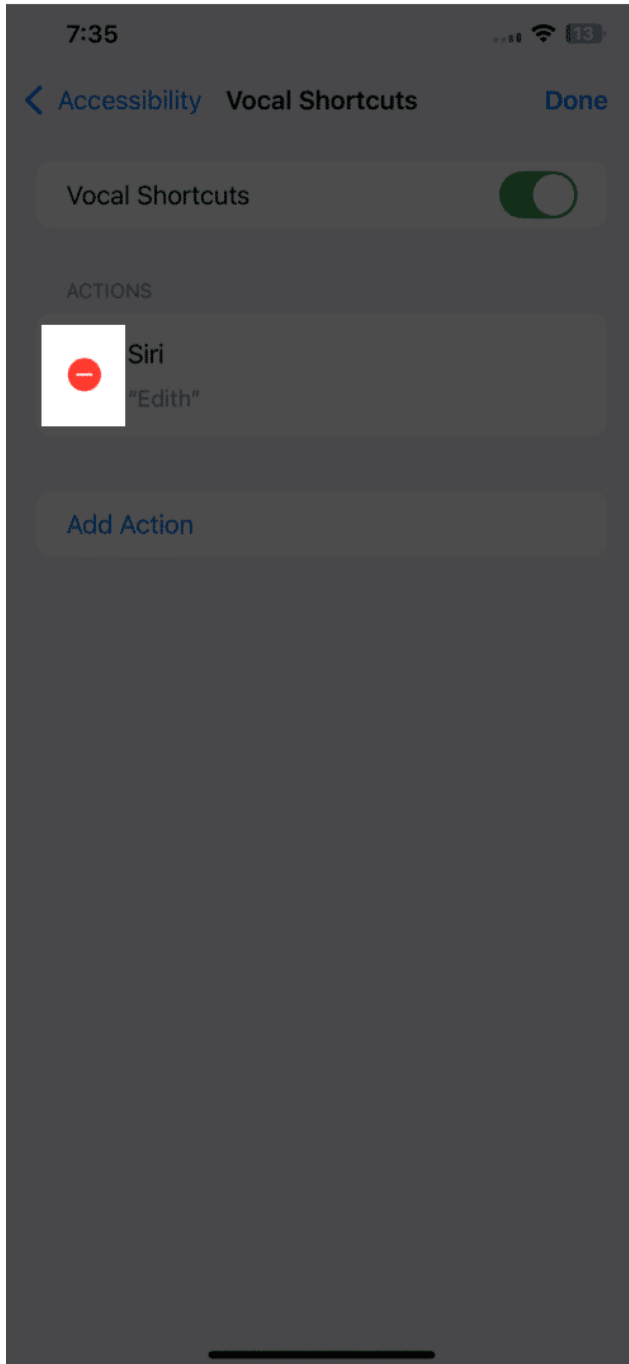 7:35
13
Accessibility Vocal Shortcuts Done
Vocal Shortcuts
ACTIONS
Siri
"Edith"
Add Action